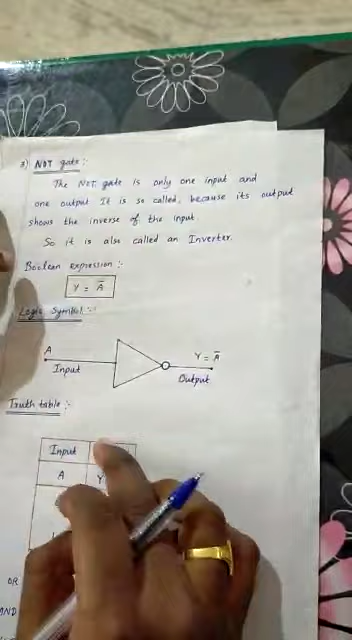 3) NOT gate :-
The NOT gate is only one input and
one output It is so called, because its output
shows the inverse of the input.
So it is also called an Inverter.
Boolean expression :-
Y = A̅
Logic Symbol :-
A
Input
Y = A̅
Output
Truth table :-
Input
A Y
OR
AND